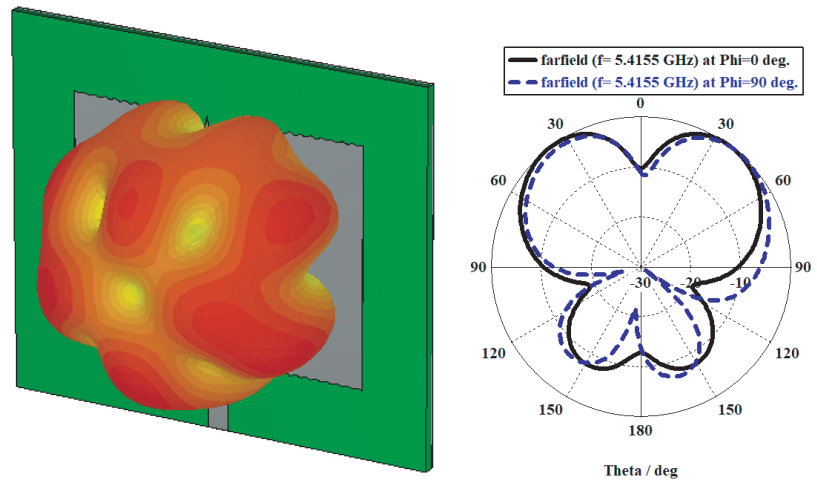 farfield (f= 5.4155 GHz) at Phi=0 deg.
farfield (f= 5.4155 GHz) at Phi=90 deg.
0
30 30
60 60
90 -30 -20 -10 90
120 120
150 150
180
Theta / deg